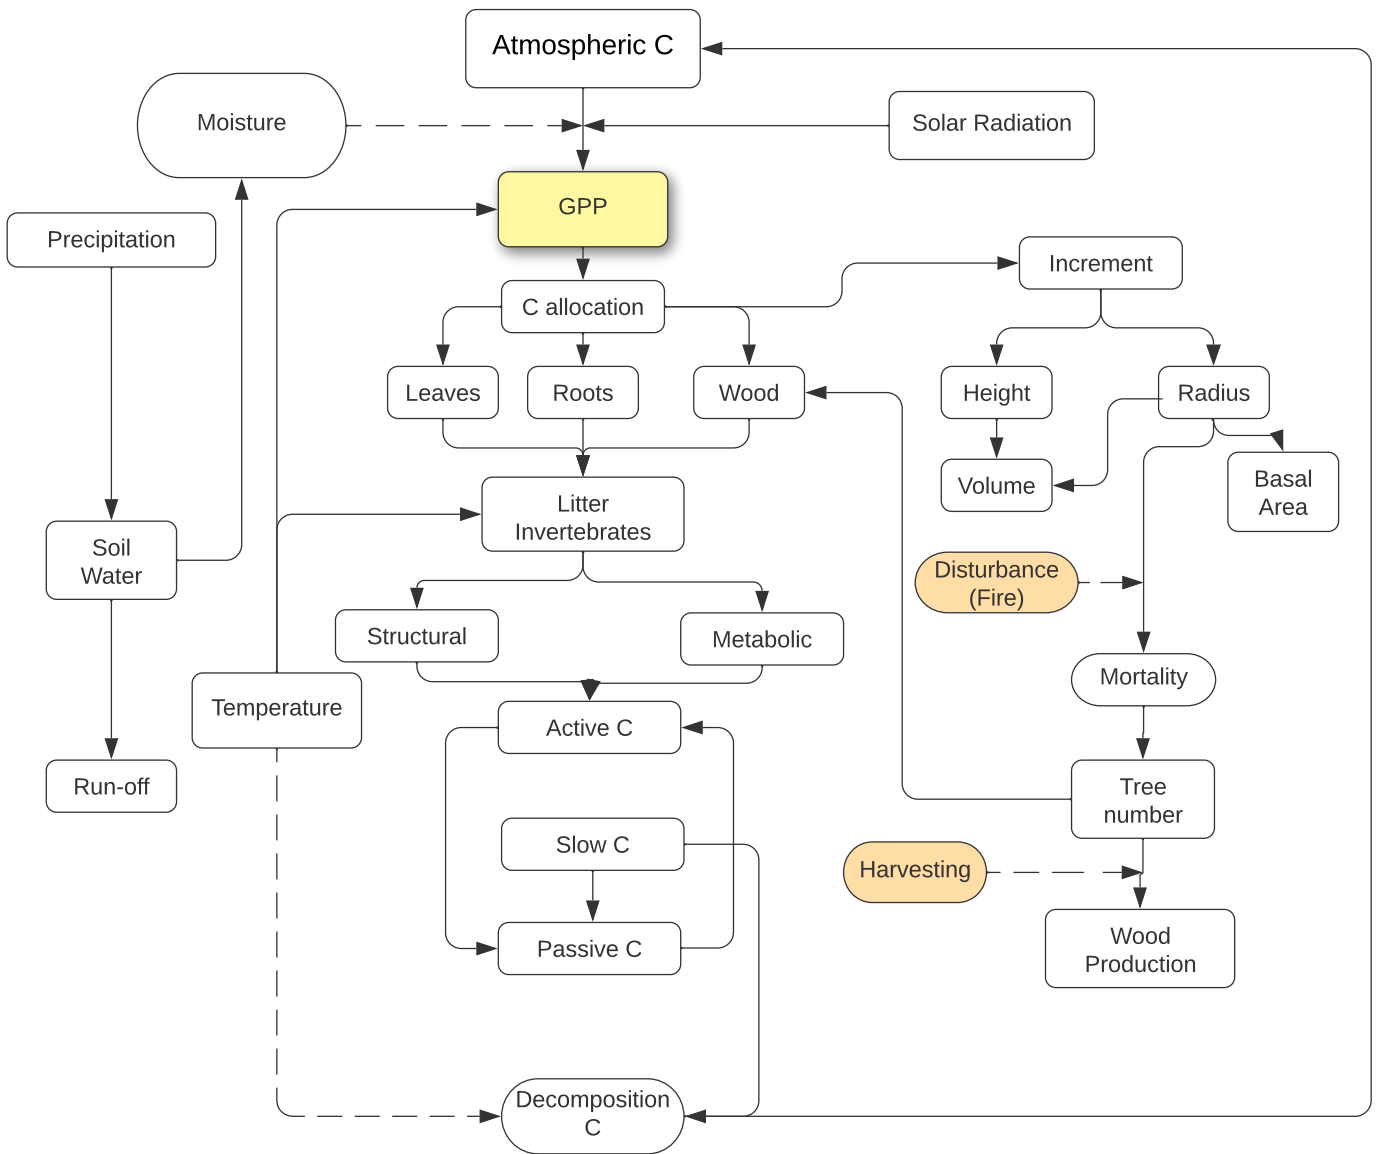 Atmospheric C
Moisture
Solar Radiation
GPP
Precipitation
Increment
C allocation
Leaves
Roots
Wood
Height
Radius
Volume
Basal
Area
Litter
Invertebrates
Soil
Water
Disturbance
(Fire)
Structural
Metabolic
Mortality
Temperature
Active C
Run-off
Tree
number
Slow C
Harvesting
Passive C
Wood
Production
Decomposition
C